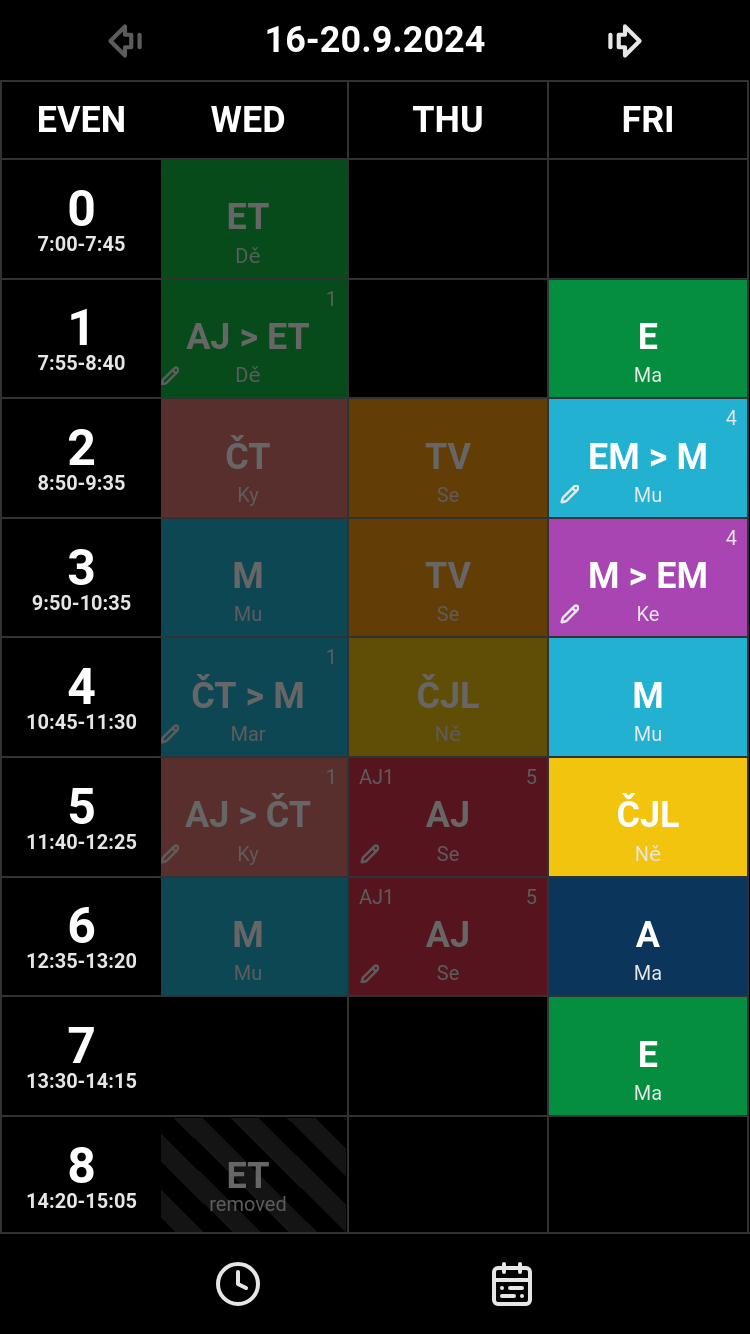 16-20.9.2024
EVEN WED THU FRI
0
7:00-7:45
ET
Dě
1
7:55-8:40
1
AJ > ET
Dě
E
Ma
2
8:50-9:35
ČT
Ky
TV
Se
4
EM > M
Mu
3
9:50-10:35
M
Mu
TV
Se
4
M > EM
Ke
4
10:45-11:30
1
ČT > M
Mar
ČJL
Ně
M
Mu
5
11:40-12:25
1
AJ > ČT
Ky
AJ1 5
AJ
Se
ČJL
Ně
6
12:35-13:20
M
Mu
AJ1 5
AJ
Se
A
Ma
7
13:30-14:15
E
Ma
8
14:20-15:05
ET
removed